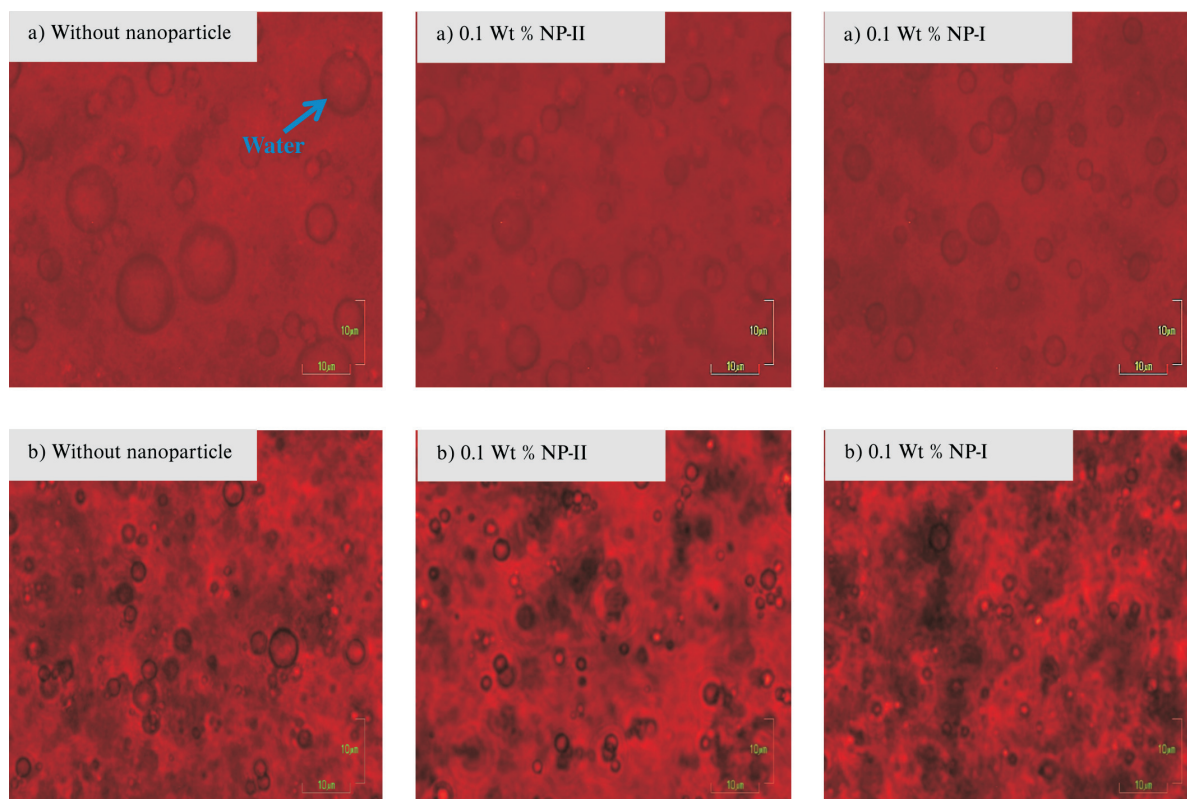 a) Without nanoparticle
a) 0.1 Wt % NP-II
a) 0.1 Wt % NP-I
Water
10μm
10μm
10μm
10μm
10μm
10μm
b) Without nanoparticle
b) 0.1 Wt % NP-II
b) 0.1 Wt % NP-I
10μm
10μm
10μm
10μm
10μm
10μm